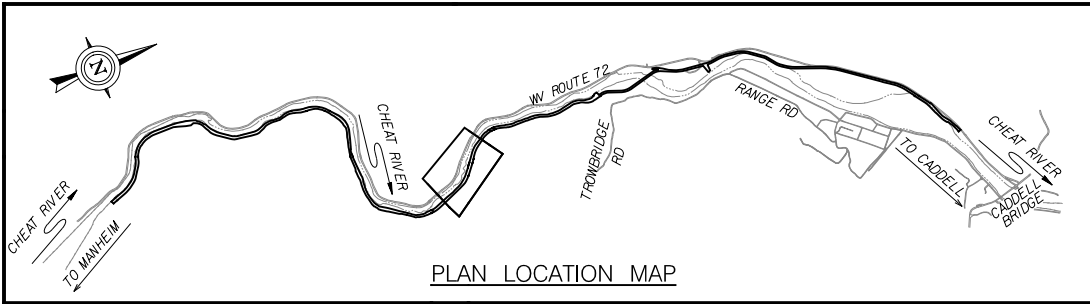 N
CHEAT RIVER
TO MANHEIM
CHEAT RIVER
WV ROUTE 72
TROWBRIDGE
RD
RANGE RD
TO CADDELL
CHEAT RIVER
CADDELL
BRIDGE
PLAN LOCATION MAP